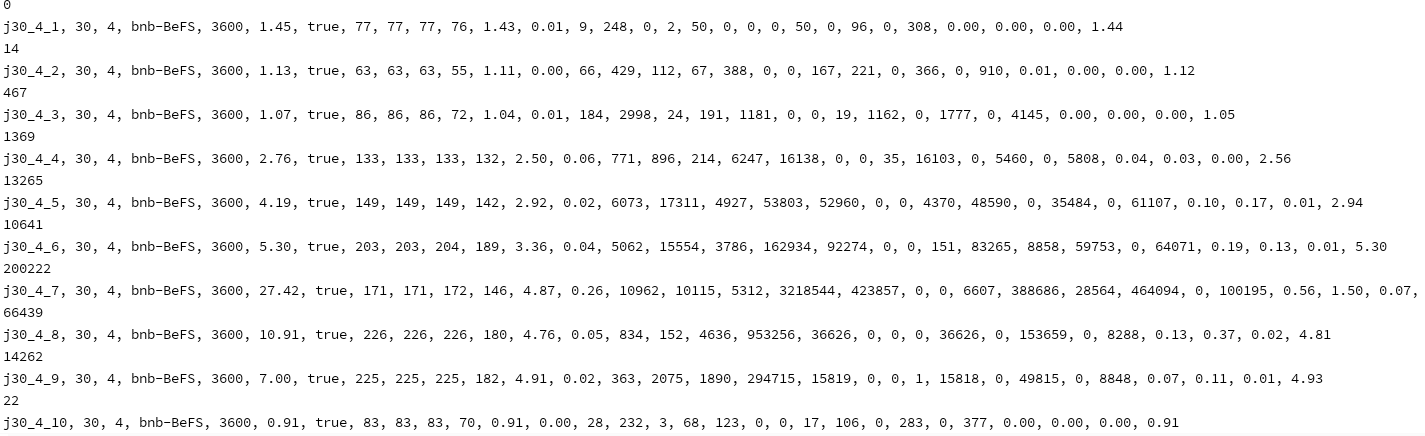 0
j30_4_1, 30, 4, bnb-BeFS, 3600, 1.45, true, 77, 77, 77, 76, 1.43, 0.01, 9, 248, 0, 2, 50, 0, 0, 0, 50, 0, 96, 0, 308, 0.00, 0.00, 0.00, 1.44
14
j30_4_2, 30, 4, bnb-BeFS, 3600, 1.13, true, 63, 63, 63, 55, 1.11, 0.00, 66, 429, 112, 67, 388, 0, 0, 167, 221, 0, 366, 0, 910, 0.01, 0.00, 0.00, 1.12
467
j30_4_3, 30, 4, bnb-BeFS, 3600, 1.07, true, 86, 86, 86, 72, 1.04, 0.01, 184, 2998, 24, 191, 1181, 0, 0, 19, 1162, 0, 1777, 0, 4145, 0.00, 0.00, 0.00, 1.05
1369
j30_4_4, 30, 4, bnb-BeFS, 3600, 2.76, true, 133, 133, 133, 132, 2.50, 0.06, 771, 896, 214, 6247, 16138, 0, 0, 35, 16103, 0, 5460, 0, 5808, 0.04, 0.03, 0.00, 2.56
13265
j30_4_5, 30, 4, bnb-BeFS, 3600, 4.19, true, 149, 149, 149, 142, 2.92, 0.02, 6073, 17311, 4927, 53803, 52960, 0, 0, 4370, 48590, 0, 35484, 0, 61107, 0.10, 0.17, 0.01, 2.94
10641
j30_4_6, 30, 4, bnb-BeFS, 3600, 5.30, true, 203, 203, 204, 189, 3.36, 0.04, 5062, 15554, 3786, 162934, 92274, 0, 0, 151, 83265, 8858, 59753, 0, 64071, 0.19, 0.13, 0.01, 5.30
200222
j30_4_7, 30, 4, bnb-BeFS, 3600, 27.42, true, 171, 171, 172, 146, 4.87, 0.26, 10962, 10115, 5312, 3218544, 423857, 0, 0, 6607, 388686, 28564, 464094, 0, 100195, 0.56, 1.50, 0.07,
66439
j30_4_8, 30, 4, bnb-BeFS, 3600, 10.91, true, 226, 226, 226, 180, 4.76, 0.05, 834, 152, 4636, 953256, 36626, 0, 0, 0, 36626, 0, 153659, 0, 8288, 0.13, 0.37, 0.02, 4.81
14262
j30_4_9, 30, 4, bnb-BeFS, 3600, 7.00, true, 225, 225, 225, 182, 4.91, 0.02, 363, 2075, 1890, 294715, 15819, 0, 0, 1, 15818, 0, 49815, 0, 8848, 0.07, 0.11, 0.01, 4.93
22
j30_4_10, 30, 4, bnb-BeFS, 3600, 0.91, true, 83, 83, 83, 70, 0.91, 0.00, 28, 232, 3, 68, 123, 0, 0, 17, 106, 0, 283, 0, 377, 0.00, 0.00, 0.00, 0.91